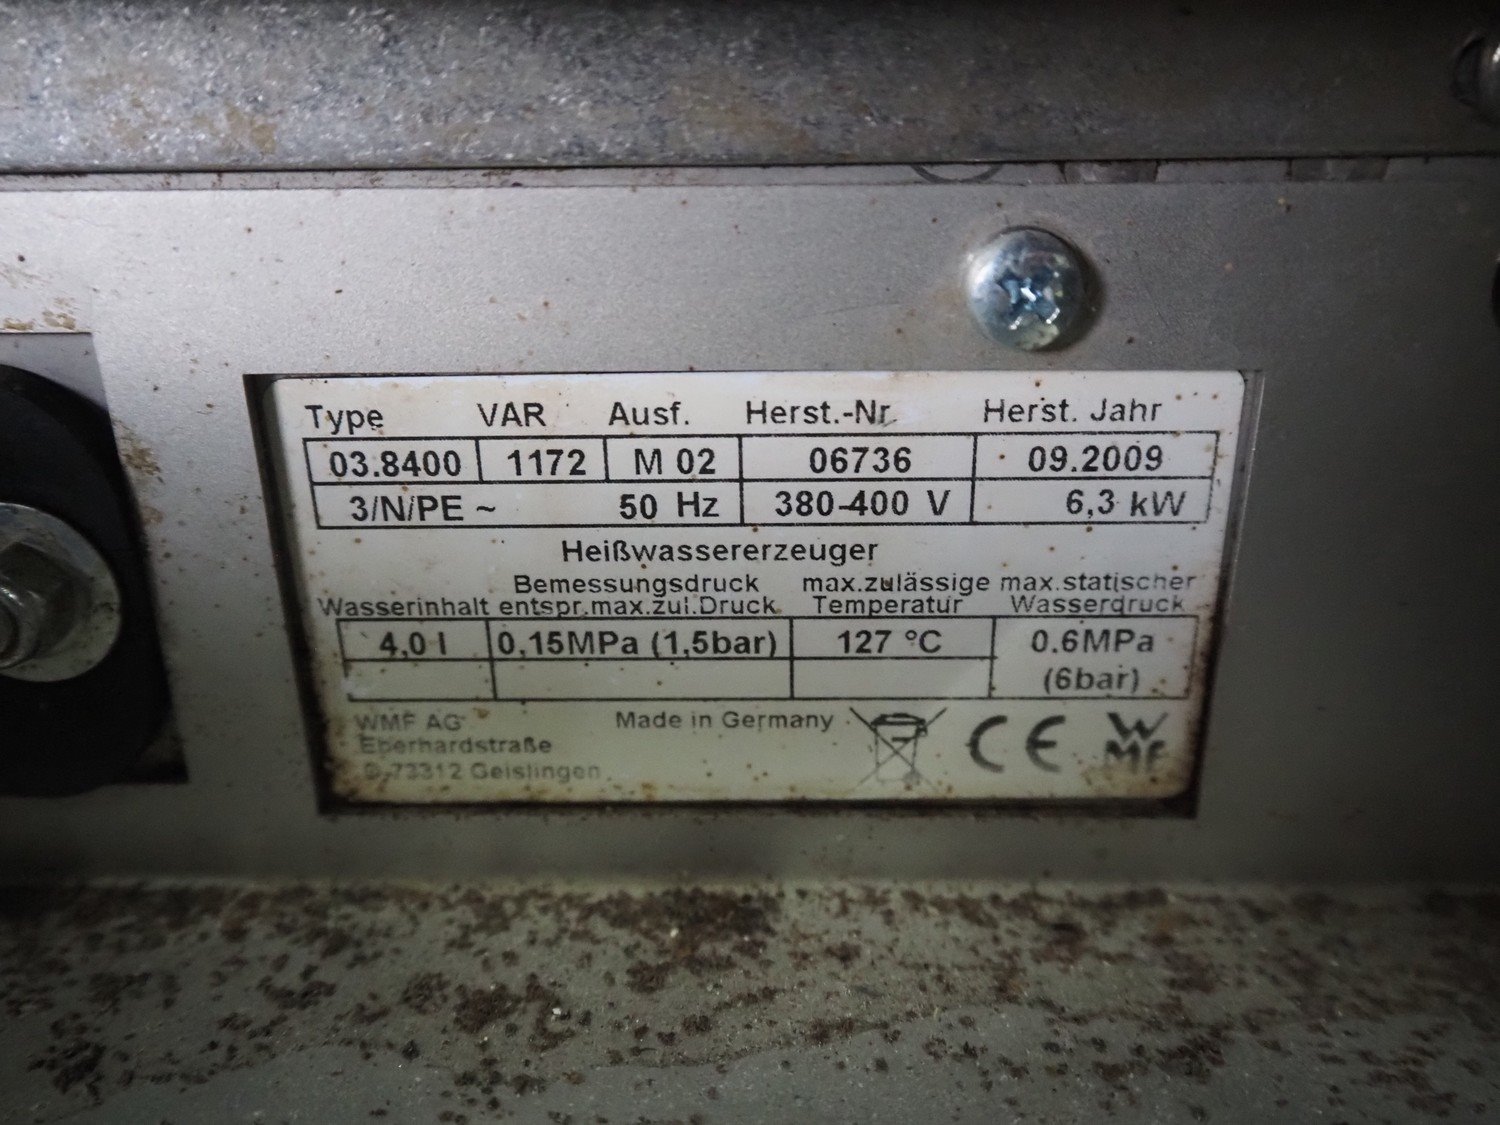 Type VAR Ausf. Herst.-Nr. Herst. Jahr
03.8400 1172 M 02 06736 09.2009
3/N/PE ~ 50 Hz 380-400 V 6,3 kW
Heißwassererzeuger
Bemessungsdruck max.zulässige max.statischer
Wasserinhalt entspr.max.zul.Druck Temperatur Wasserdruck
4,0 l 0,15MPa (1,5bar) 127 °C 0.6MPa
(6bar)
WMF AG Made in Germany CE WMF
Eberhardstraße
D-73312 Geislingen